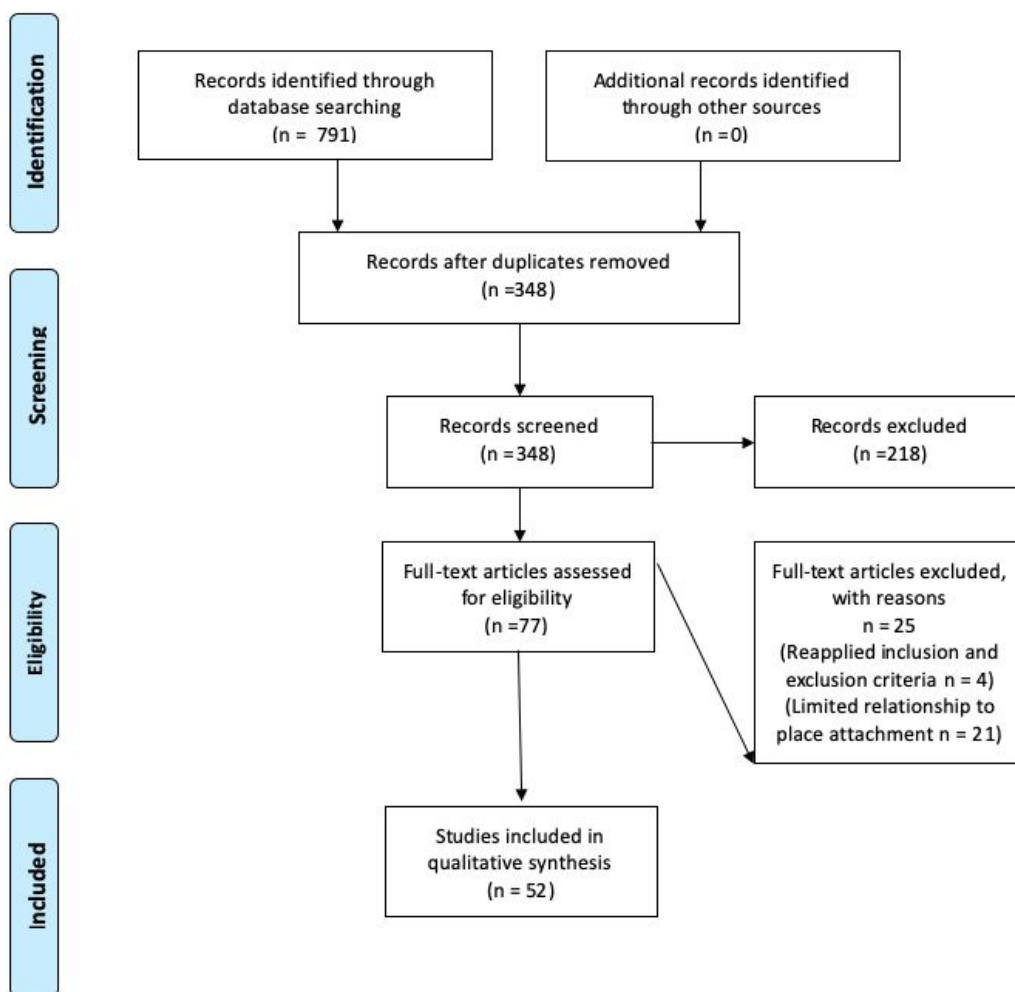 Identification
Records identified through
database searching
(n = 791)
Additional records identified
through other sources
(n =0)
Records after duplicates removed
(n =348)
Screening
Records screened
(n =348)
Records excluded
(n =218)
Eligibility
Full-text articles assessed
for eligibility
(n =77)
Full-text articles excluded,
with reasons
n = 25
(Reapplied inclusion and
exclusion criteria n = 4)
(Limited relationship to
place attachment n = 21)
Included
Studies included in
qualitative synthesis
(n = 52)